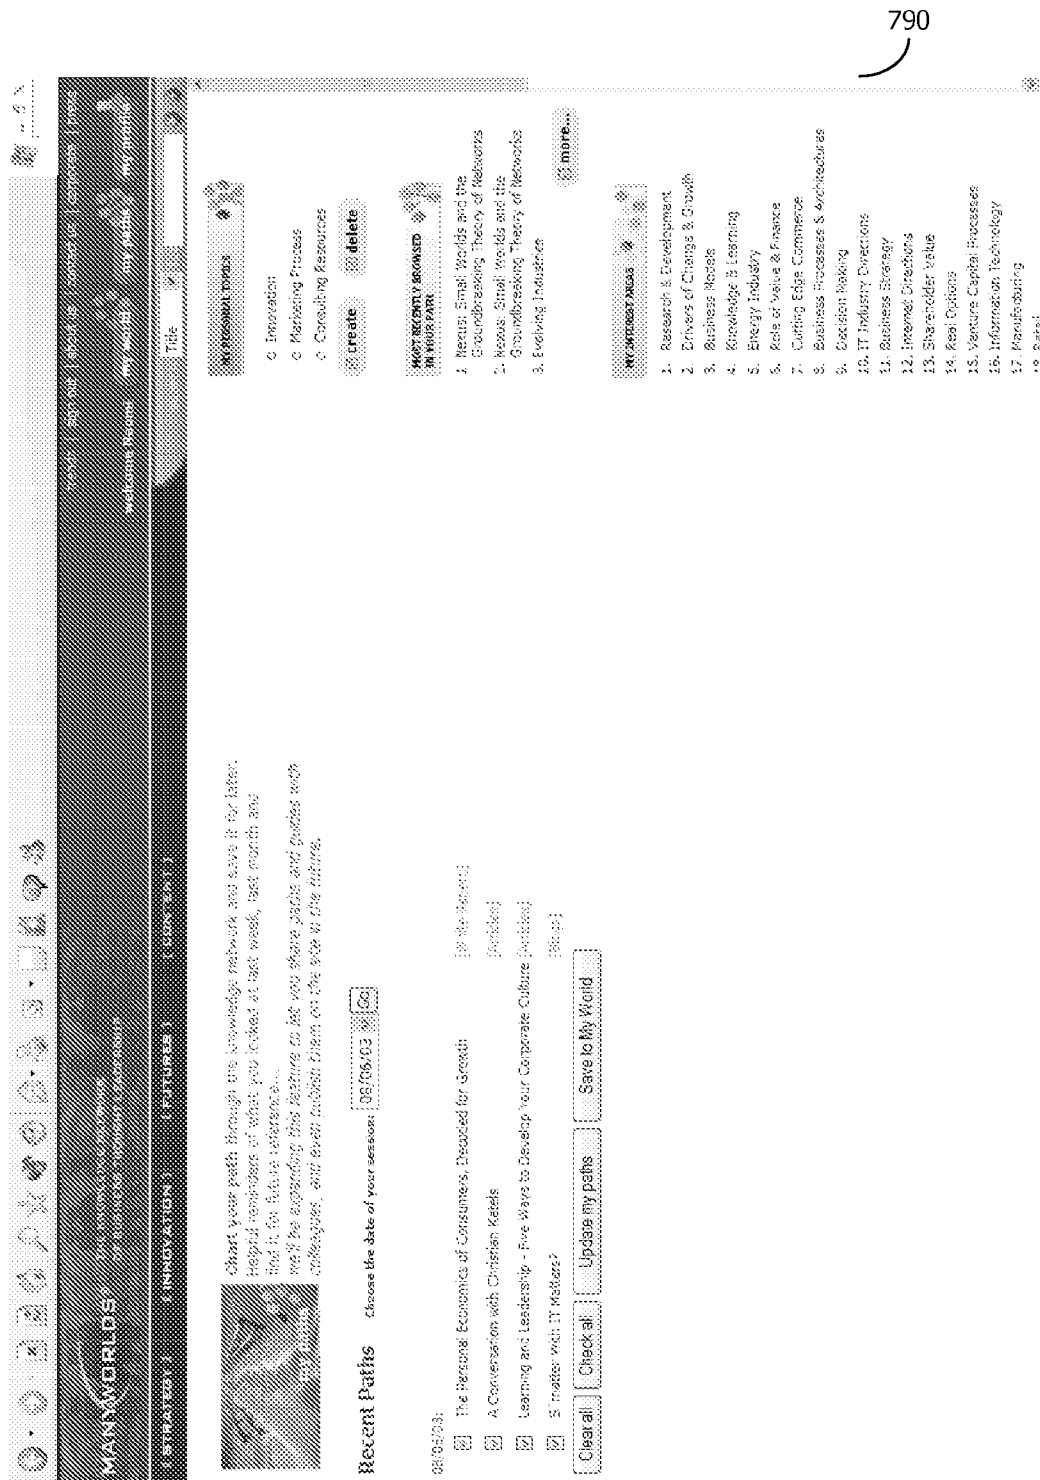 790
MANYWORLDS
welcome Naomi
Title
[ STRATEGY ] [ INNOVATION ] [ FUTURES ] [ CONTENTS ]
Chart your path through the knowledge network and save it for later.
Helpful reminders of what you looked at last week, last month and
find it for future reference...
We'll be expanding this feature to let you share paths and guides with
colleagues, and even publish them on the site in the future.
Recent Paths
Choose the date of your session: 08/06/03 Go
08/06/03:
The Personal Economics of Consumers, Decoded for Growth
A Conversation with Christian Ketels
Learning and Leadership - Five Ways to Develop Your Corporate Culture [Articles]
S'matter with IT Matters?
Clear all Check all Update my paths Save to My World
MY PERSONAL TOPICS
Innovation
Marketing Process
Consulting Resources
create delete
MOST RECENTLY BROWSED
IN YOUR PATH
1. Nexus: Small Worlds and the
Groundbreaking Theory of Networks
2. Nexus: Small Worlds and the
Groundbreaking Theory of Networks
3. Evolving Industries
more...
MY INTEREST AREAS
1. Research & Development
2. Drivers of Change & Growth
3. Business Models
4. Knowledge & Learning
5. Energy Industry
6. Role of Value & Finance
7. Cutting Edge Commerce
8. Business Processes & Architectures
9. Decision Making
10. IT Industry Directions
11. Business Strategy
12. Internet Directions
13. Shareholder Value
14. Real Options
15. Venture Capital Processes
16. Information Technology
17. Manufacturing
18. Retail